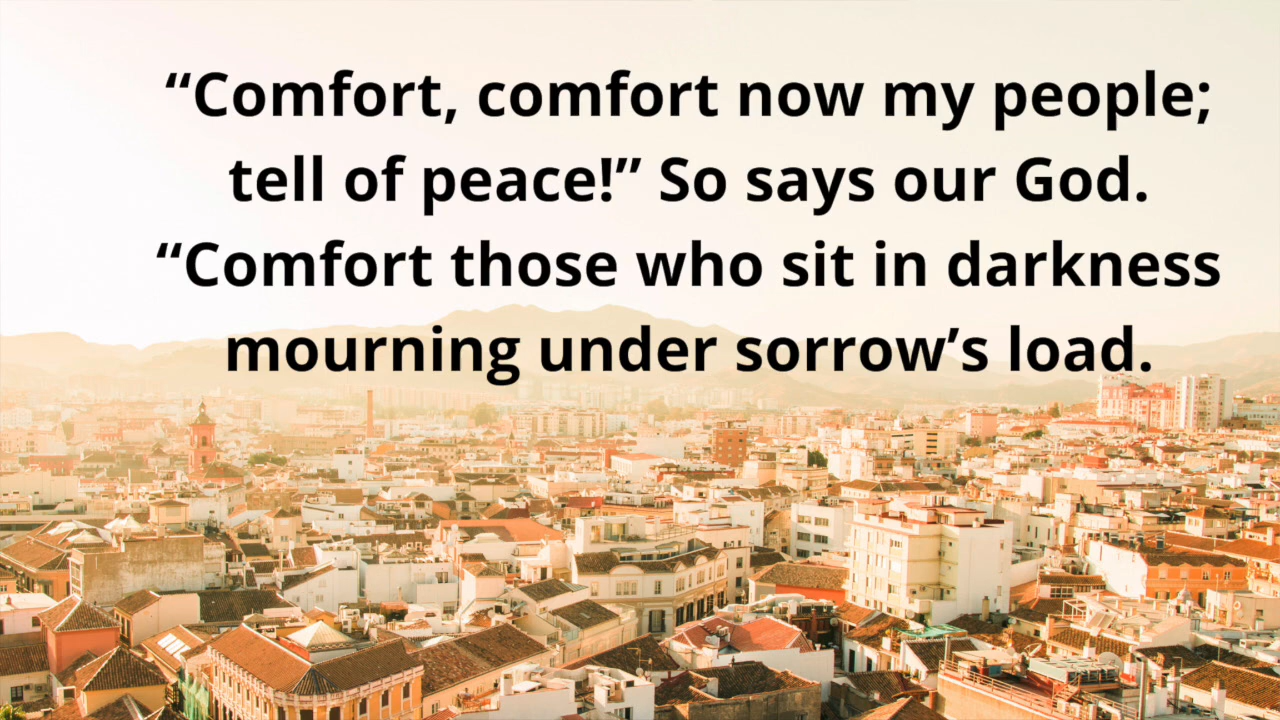 “Comfort, comfort now my people;
tell of peace!” So says our God.
“Comfort those who sit in darkness
mourning under sorrow’s load.